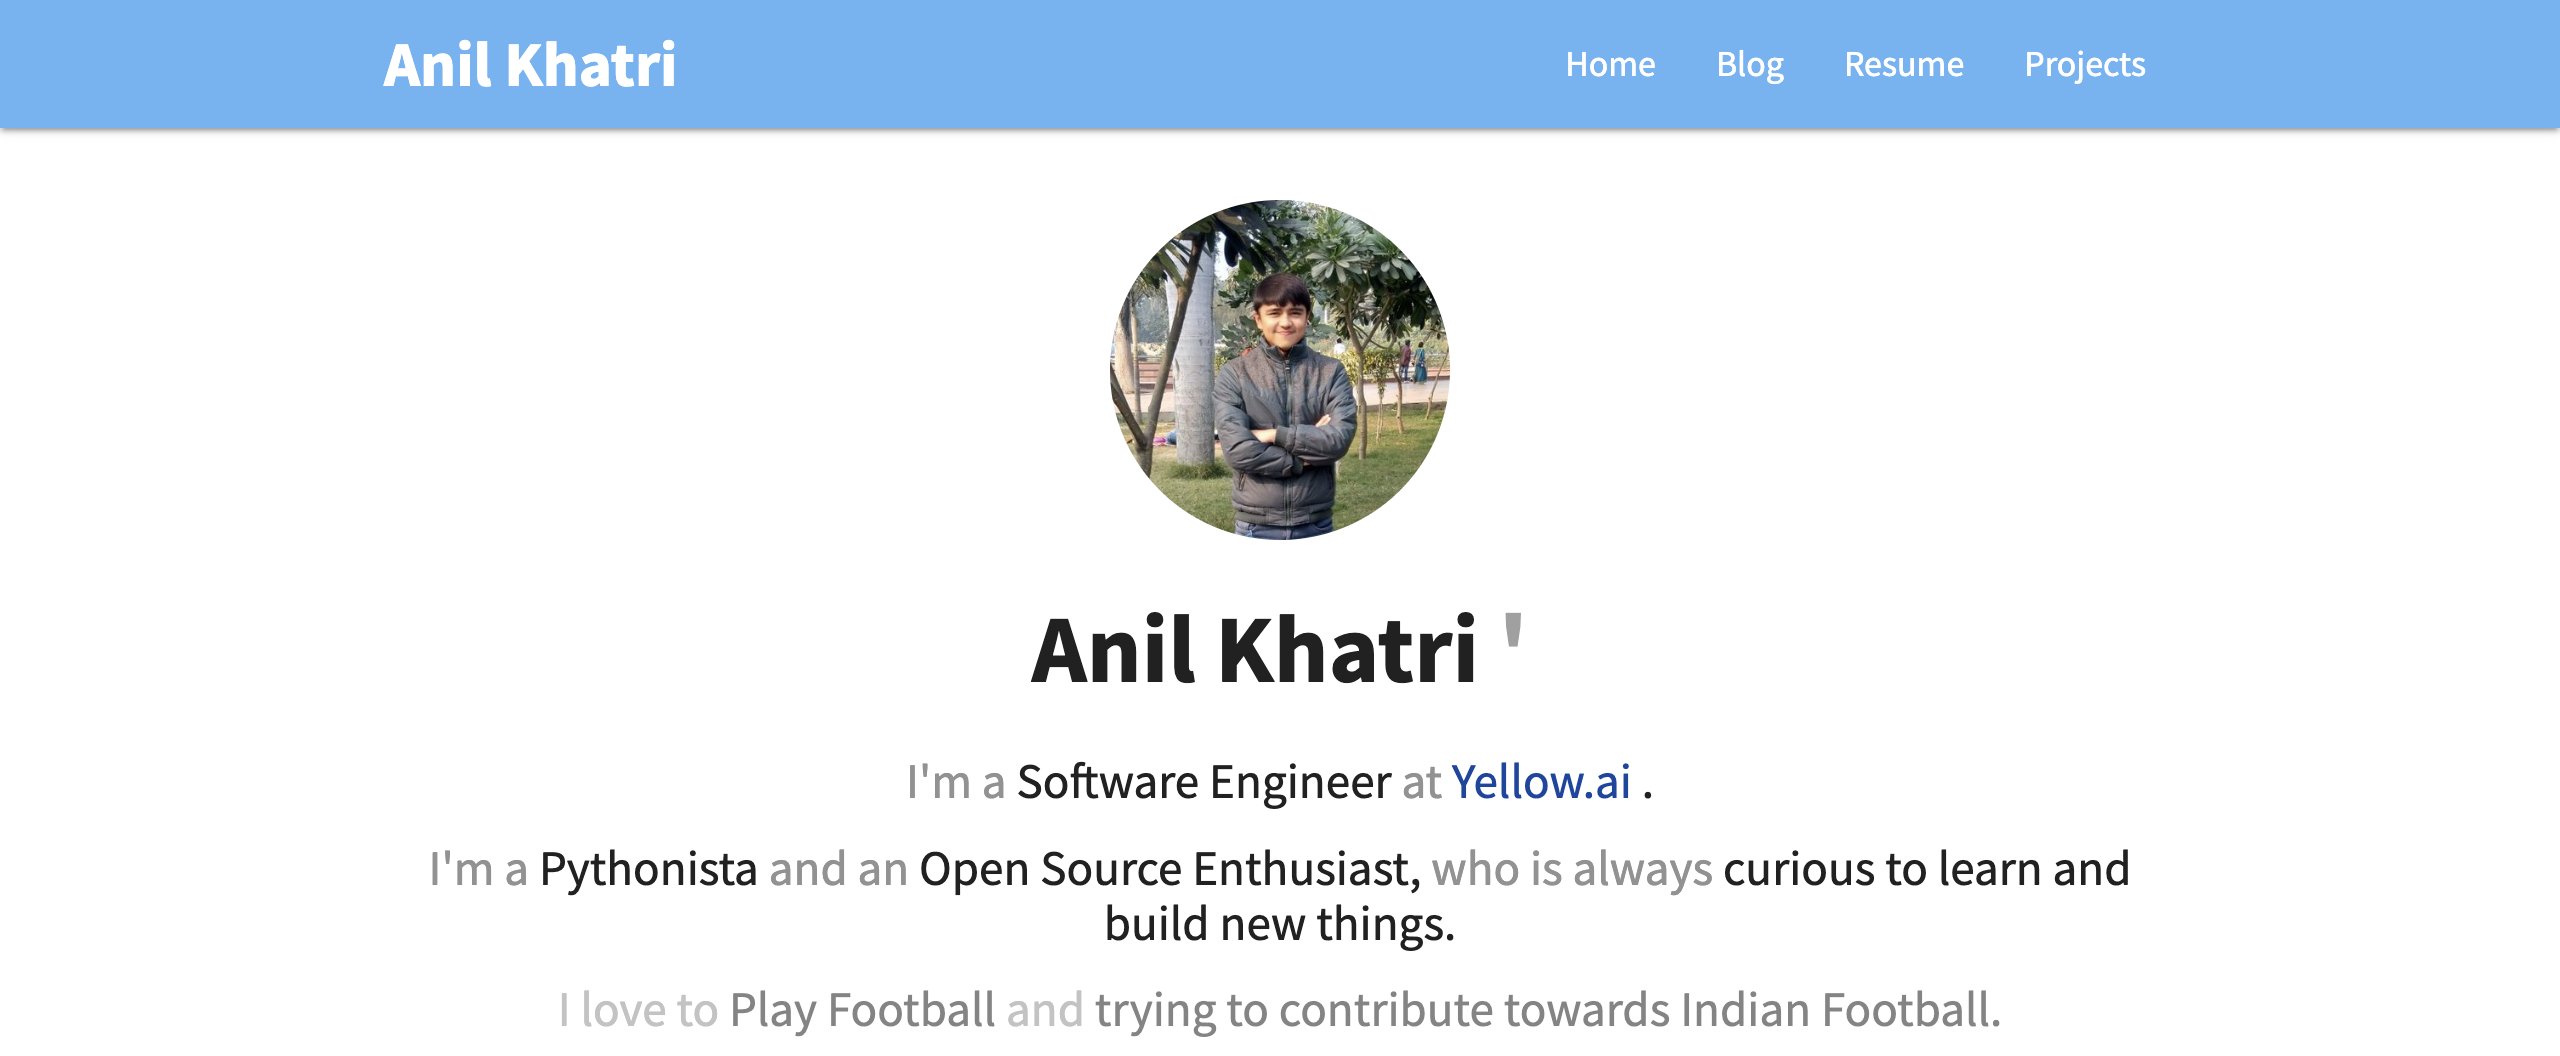 Anil Khatri
Home Blog Resume Projects
Anil Khatri '
I'm a Software Engineer at Yellow.ai .
I'm a Pythonista and an Open Source Enthusiast, who is always curious to learn and
build new things.
I love to Play Football and trying to contribute towards Indian Football.